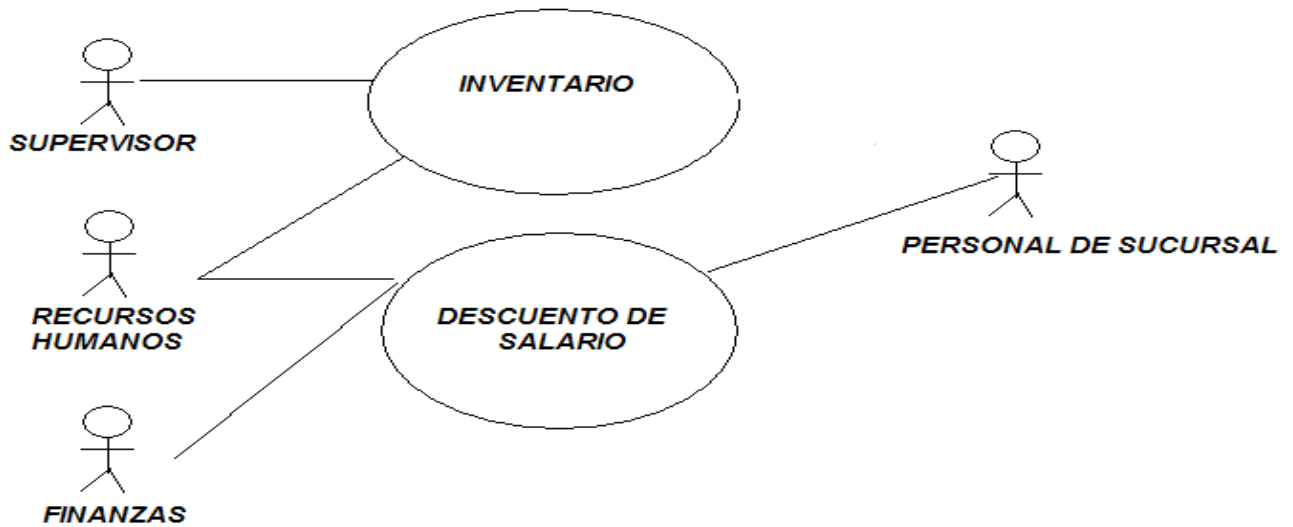 INVENTARIO
SUPERVISOR
PERSONAL DE SUCURSAL
RECURSOS
HUMANOS
DESCUENTO DE
SALARIO
FINANZAS